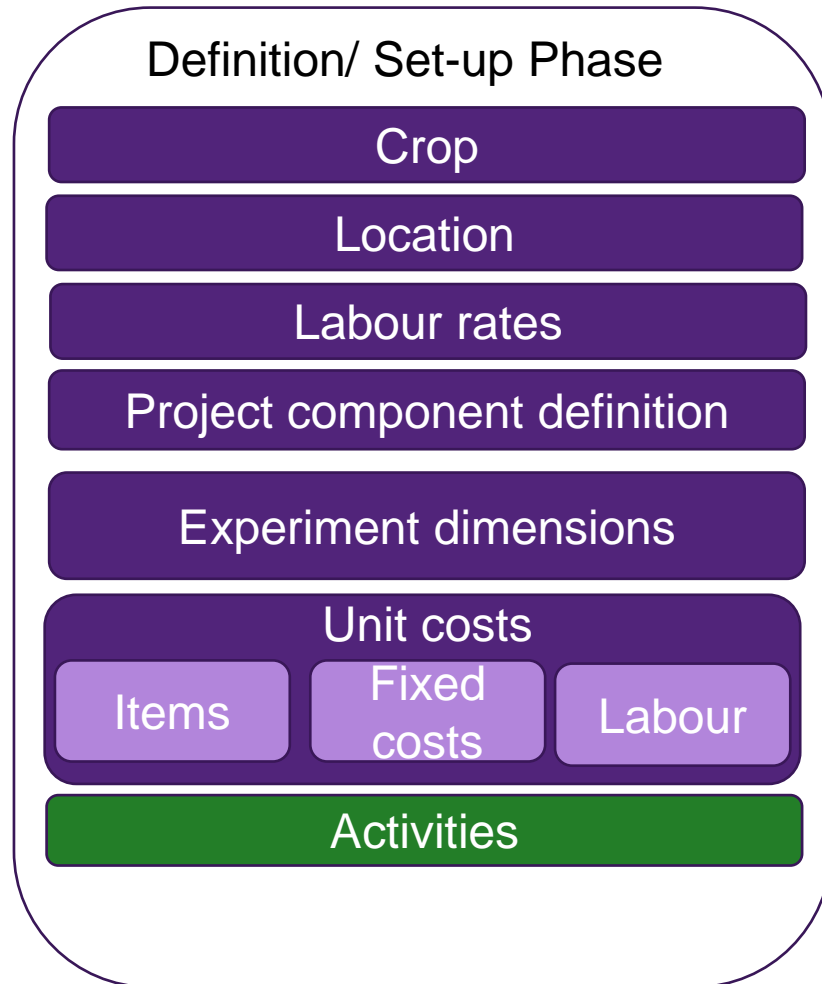 Definition/ Set-up Phase
Crop
Location
Labour rates
Project component definition
Experiment dimensions
Unit costs
Items
Fixed
costs
Labour
Activities